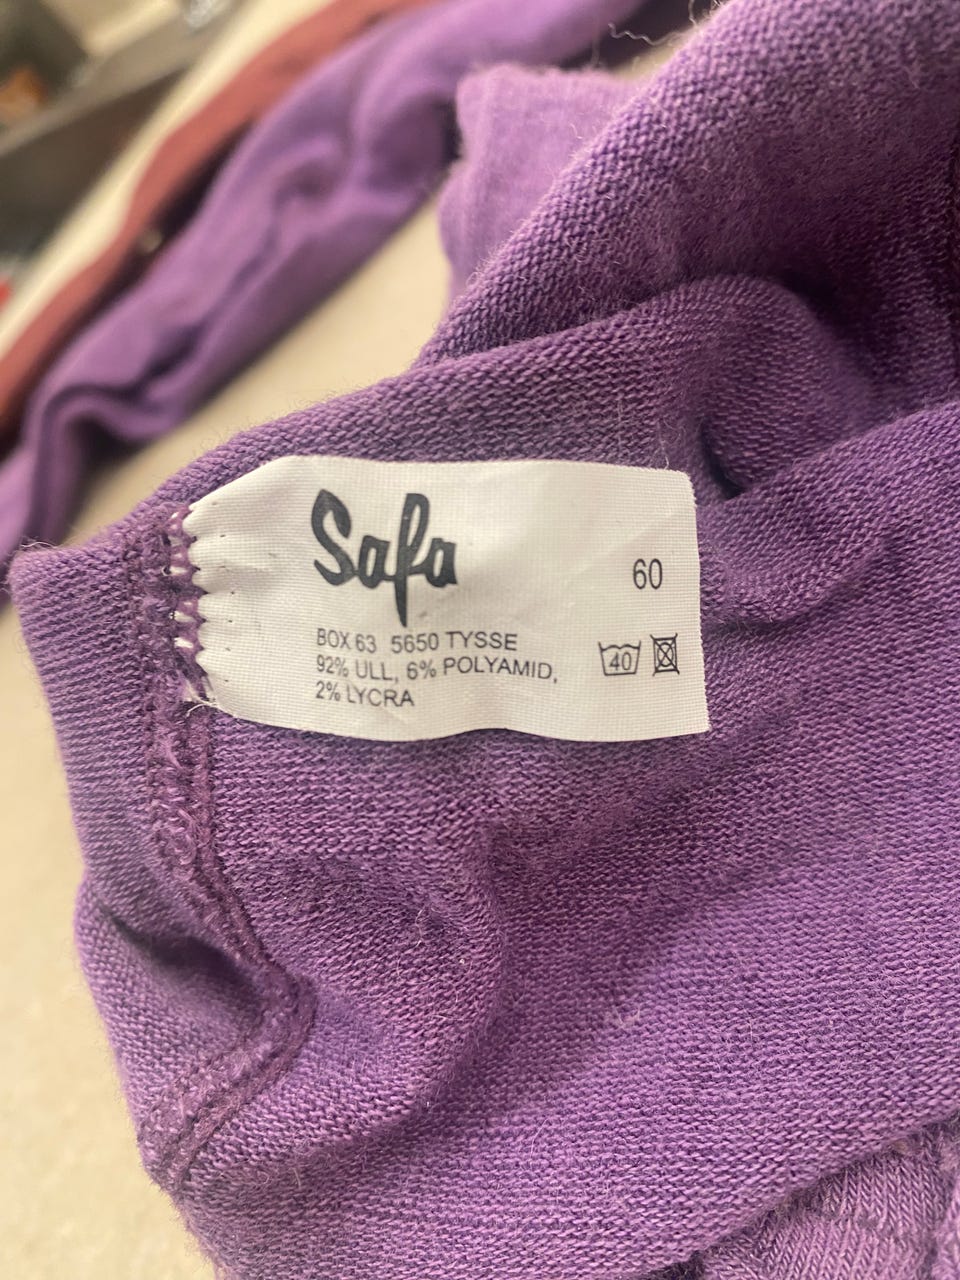 Safa
60
BOX 63 5650 TYSSE
92% ULL, 6% POLYAMID,
2% LYCRA
40